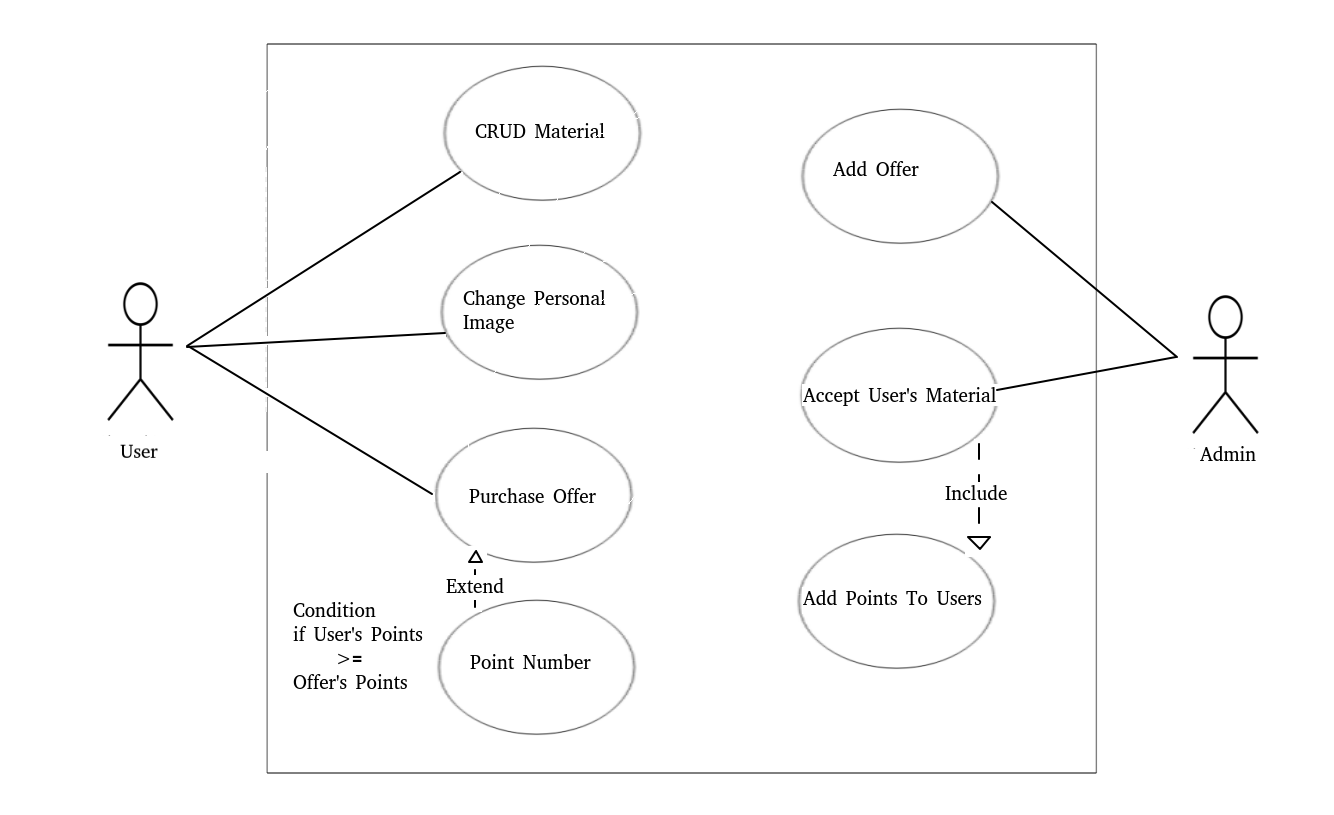 CRUD Material
Add Offer
Change Personal
Image
Accept User's Material
User
Admin
Purchase Offer
Include
Extend
Condition
if User's Points
>=
Offer's Points
Add Points To Users
Point Number